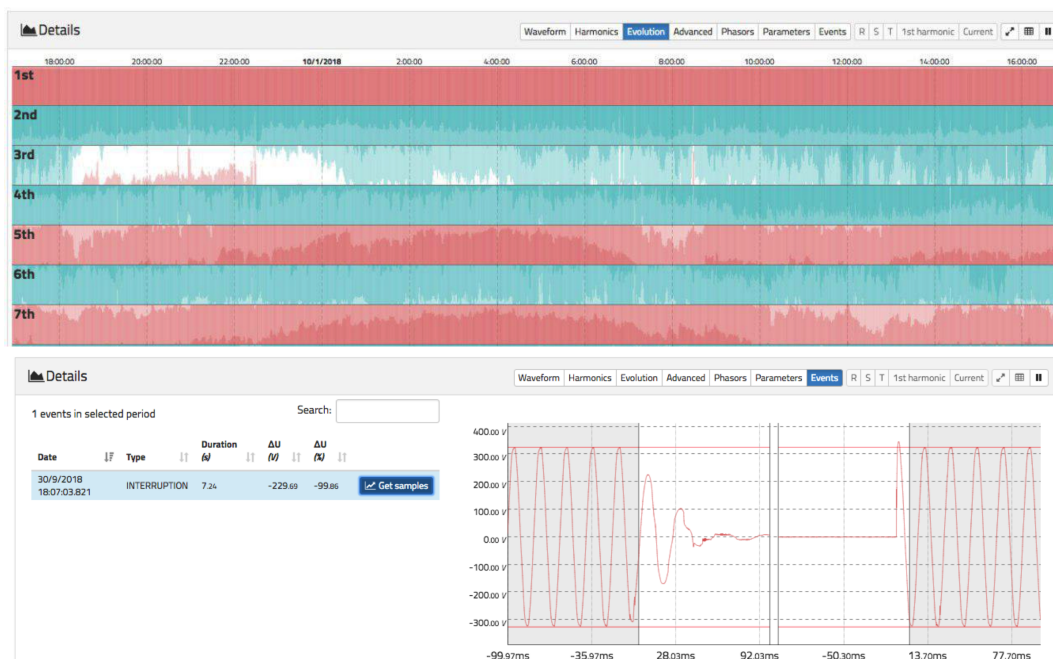 Details
Waveform Harmonics Evolution Advanced Phasors Parameters Events R S T 1st harmonic Current
18:00:00 20:00:00 22:00:00 10/1/2018 2:00:00 4:00:00 6:00:00 8:00:00 10:00:00 12:00:00 14:00:00 16:00:00
1st
2nd
3rd
4th
5th
6th
7th
Details
Waveform Harmonics Evolution Advanced Phasors Parameters Events R S T 1st harmonic Current
1 events in selected period Search:
Date Type Duration (s) ΔU (V) ΔU (%)
30/9/2018 18:07:03.821 INTERRUPTION 7.24 -229.69 -99.86 Get samples
400.00 V
300.00 V
200.00 V
100.00 V
0.00 V
-100.00 V
-200.00 V
-300.00 V
-99.97ms -35.97ms 28.03ms 92.03ms -50.30ms 13.70ms 77.70ms